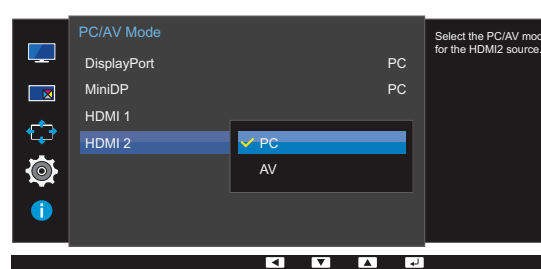 PC/AV Mode
Select the PC/AV mod
for the HDMI2 source.
DisplayPort PC
MiniDP PC
HDMI 1
HDMI 2
PC
AV